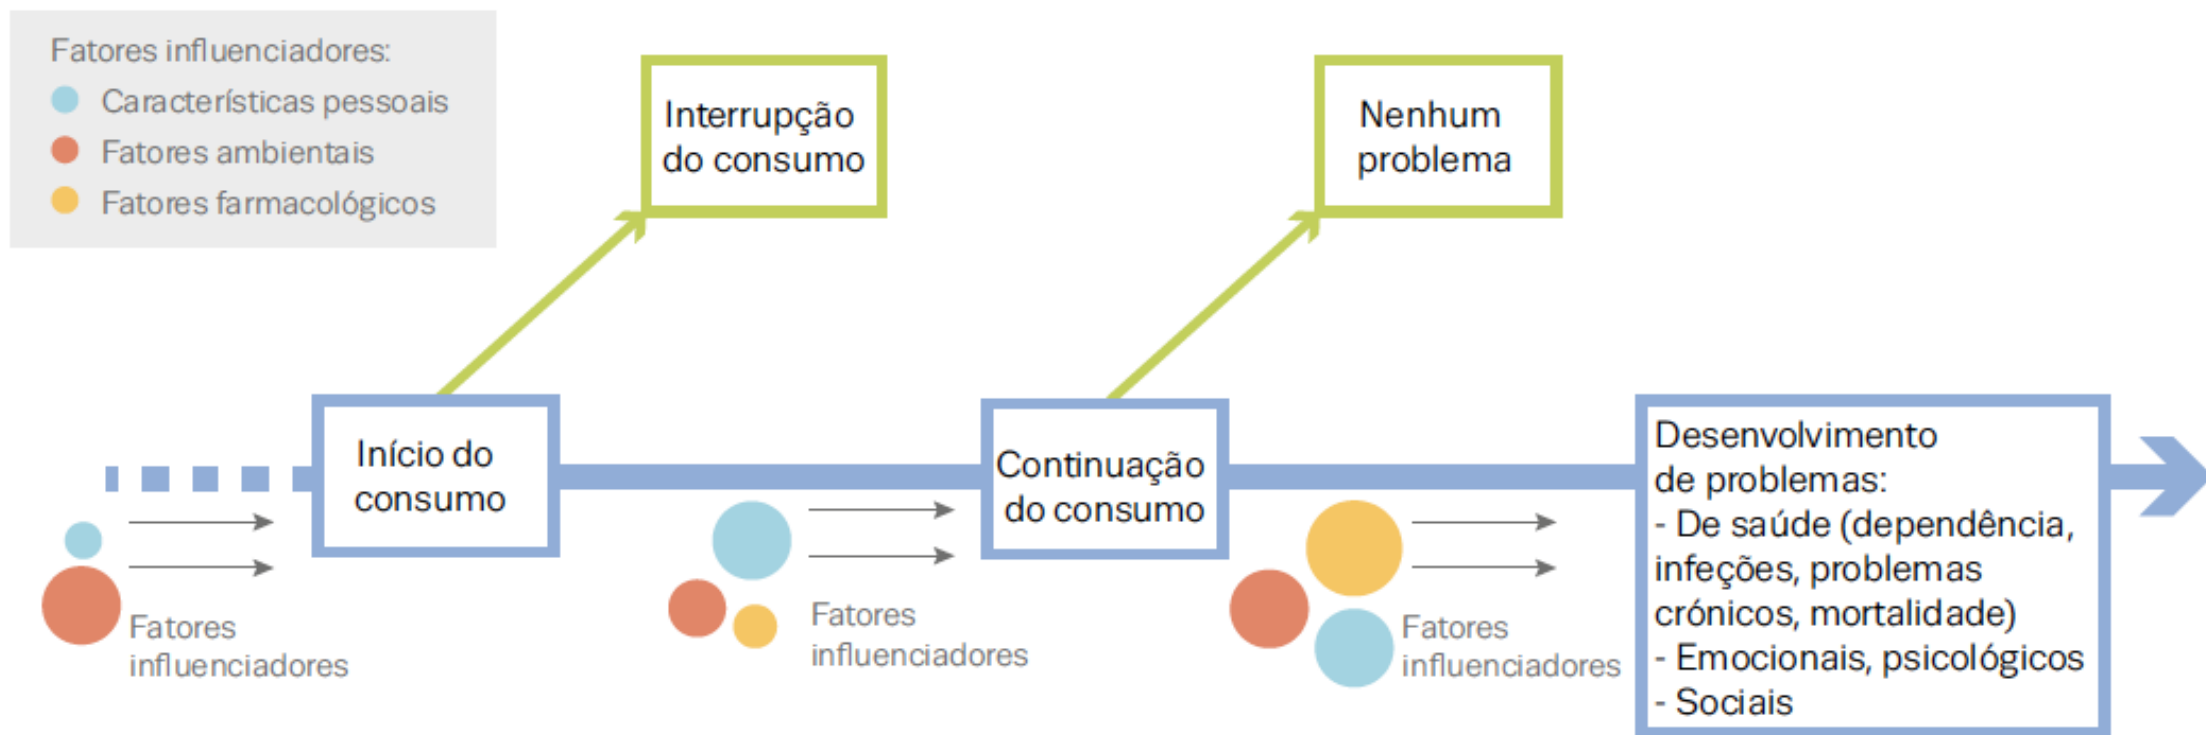 Fatores influenciadores:
Características pessoais
Fatores ambientais
Fatores farmacológicos
Interrupção
do consumo
Nenhum
problema
Início do
consumo
Continuação
do consumo
Desenvolvimento
de problemas:
- De saúde (dependência,
infeções, problemas
crónicos, mortalidade)
- Emocionais, psicológicos
- Sociais
Fatores
influenciadores
Fatores
influenciadores
Fatores
influenciadores